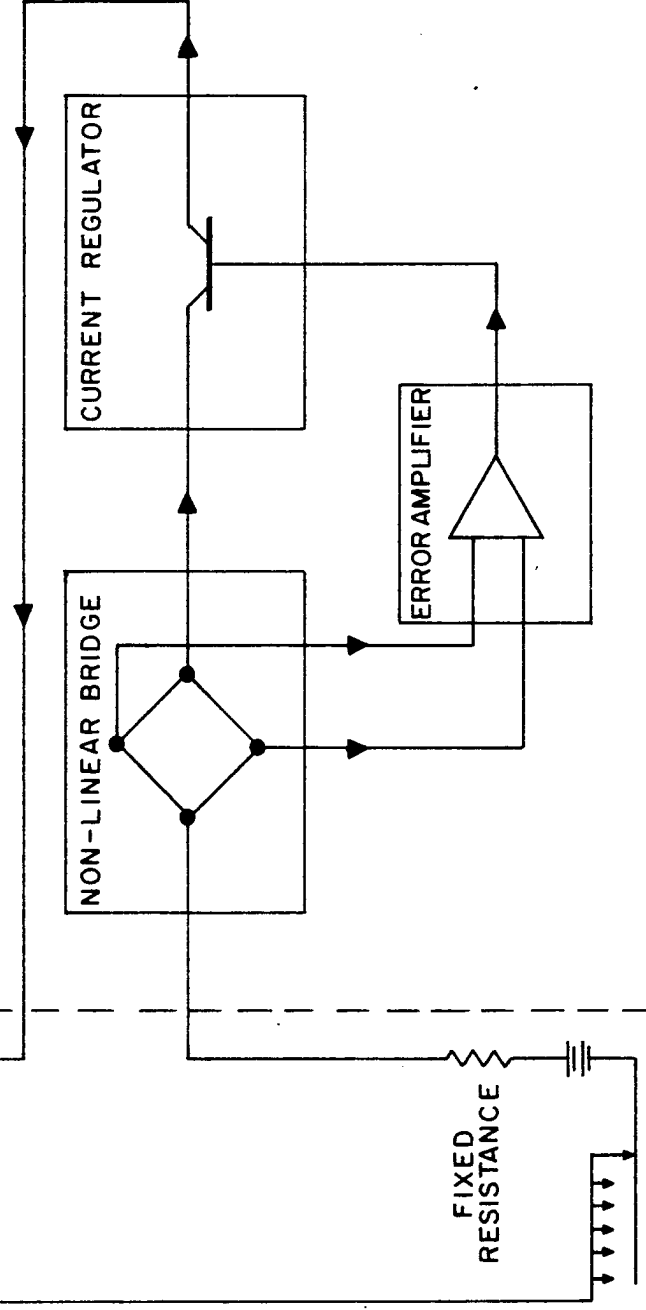 FIXED
RESISTANCE
NON-LINEAR BRIDGE
ERROR AMPLIFIER
CURRENT REGULATOR